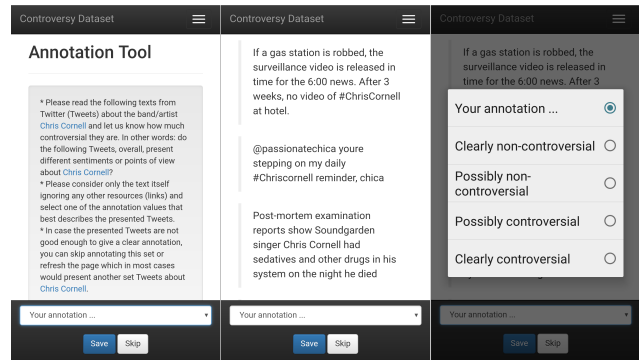 Controversy Dataset
Annotation Tool
* Please read the following texts from
Twitter (Tweets) about the band/artist
Chris Cornell and let us know how much
controversial they are. In other words: do
the following Tweets, overall, present
different sentiments or points of view
about Chris Cornell?
* Please consider only the text itself
ignoring any other resources (links) and
select one of the annotation values that
best describes the presented Tweets.
* In case the presented Tweets are not
good enough to give a clear annotation,
you can skip annotating this set or
refresh the page which in most cases
would present another set Tweets about
Chris Cornell.
Your annotation ...
Save Skip
Controversy Dataset
If a gas station is robbed, the
surveillance video is released in
time for the 6:00 news. After 3
weeks, no video of #ChrisCornell
at hotel.
@passionatechica youre
stepping on my daily
#Chriscornell reminder, chica
Post-mortem examination
reports show Soundgarden
singer Chris Cornell had
sedatives and other drugs in his
system on the night he died
Your annotation ...
Save Skip
Controversy Dataset
If a gas station is robbed, the
surveillance video is released in
time for the 6:00 news. After 3
Your annotation ...
Clearly non-controversial
Possibly non-
controversial
Possibly controversial
Clearly controversial
Your annotation ...
Save Skip